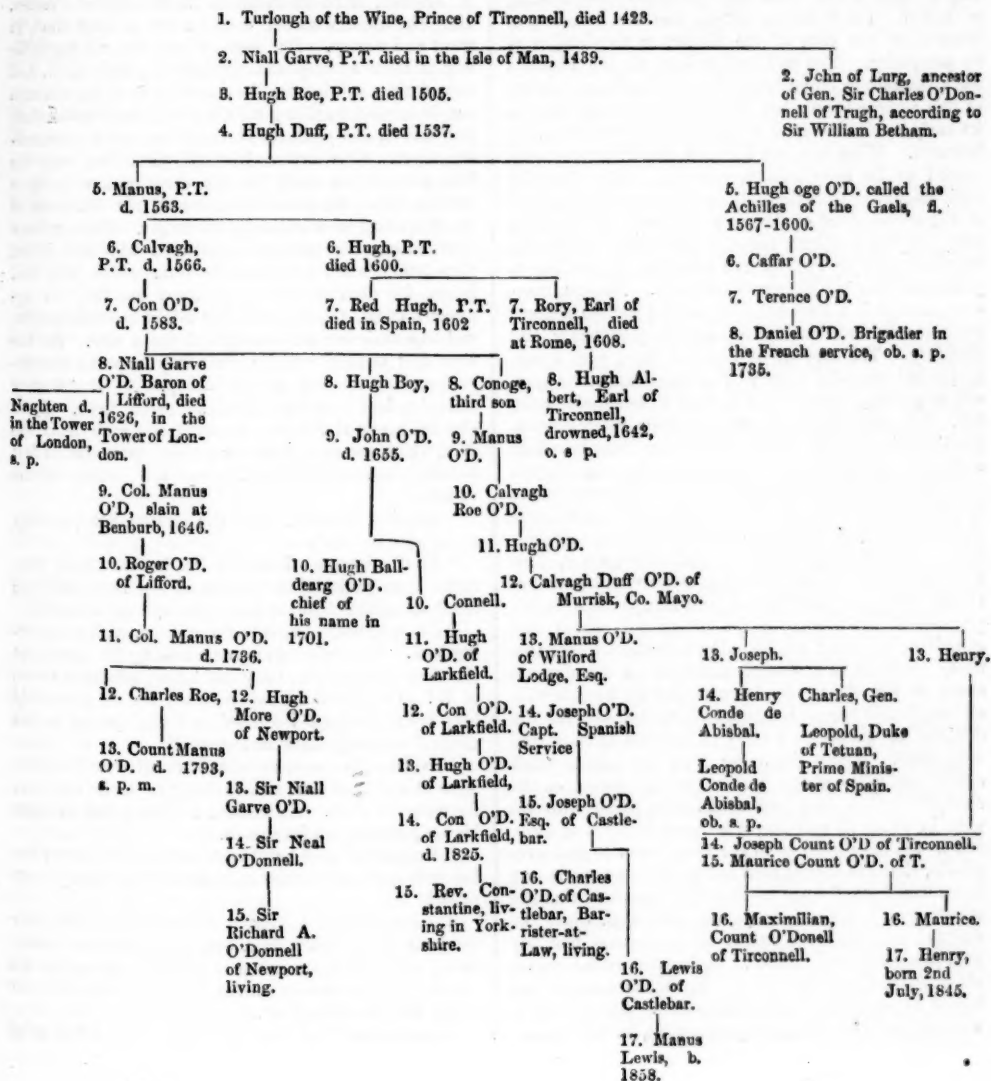 1. Turlough of the Wine, Prince of Tirconnell, died 1423.
2. Niall Garve, P.T. died in the Isle of Man, 1439.
2. John of Lurg, ancestor
of Gen. Sir Charles O'Don-
nell of Trugh, according to
Sir William Betham.
3. Hugh Roe, P.T. died 1505.
4. Hugh Duff, P.T. died 1537.
5. Manus, P.T.
d. 1563.
5. Hugh oge O'D. called the
Achilles of the Gaels, fl.
1567-1600.
6. Calvagh,
P.T. d. 1566.
6. Hugh, P.T.
died 1600.
6. Caffar O'D.
7. Con O'D.
d. 1583.
7. Red Hugh, P.T.
died in Spain, 1602
7. Rory, Earl of
Tirconnell, died
at Rome, 1608.
7. Terence O'D.
8. Daniel O'D. Brigadier in
the French service, ob. s. p.
1735.
8. Niall Garve
O'D. Baron of
Lifford, died
1626, in the
Tower of Lon-
don.
Naghten d.
in the Tower
of London,
s. p.
8. Hugh Boy,
8. Conoge,
third son
8. Hugh Al-
bert, Earl of
Tirconnell,
drowned, 1642,
o. s p.
9. John O'D.
d. 1655.
9. Manus
O'D.
9. Col. Manus
O'D, slain at
Benburb, 1646.
10. Calvagh
Roe O'D.
11. Hugh O'D.
10. Roger O'D.
of Lifford.
10. Hugh Ball-
dearg O'D.
chief of
his name in
1701.
10. Connell.
12. Calvagh Duff O'D. of
Murrisk, Co. Mayo.
11. Col. Manus O'D.
d. 1736.
11. Hugh
O'D. of
Larkfield.
13. Manus O'D.
of Wilford
Lodge, Esq.
13. Joseph.
13. Henry.
12. Charles Roe,
12. Hugh
More O'D.
of Newport.
12. Con O'D.
of Larkfield.
14. Joseph O'D.
Capt. Spanish
Service
14. Henry
Conde de
Abisbal.
Charles, Gen.
Leopold, Duke
of Tetuan,
Prime Minis-
ter of Spain.
13. Count Manus
O'D. d. 1793,
s. p. m.
13. Sir Niall
Garve O'D.
13. Hugh O'D.
of Larkfield,
Leopold
Conde de
Abisbal,
ob. s. p.
14. Sir Neal
O'Donnell.
14. Con O'D.
of Larkfield,
d. 1825.
15. Joseph O'D.
Esq. of Castle-
bar.
14. Joseph Count O'D of Tirconnell.
15. Maurice Count O'D. of T.
15. Sir
Richard A.
O'Donnell
of Newport,
living.
15. Rev. Con-
stantine, liv-
ing in York-
shire.
16. Charles
O'D. of Cas-
tlebar, Bar-
rister-at-
Law, living.
16. Maximilian,
Count O'Donell
of Tirconnell.
16. Maurice.
17. Henry,
born 2nd
July, 1845.
16. Lewis
O'D. of
Castlebar.
17. Manus
Lewis, b.
1858.